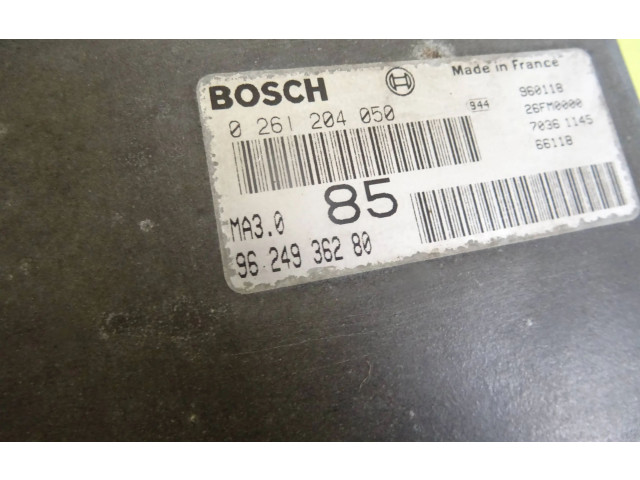 BOSCH
Made in France
0 261 204 050
944
960118
26FM0000
7036 1145
66118
MA3.0
85
96 249 362 80